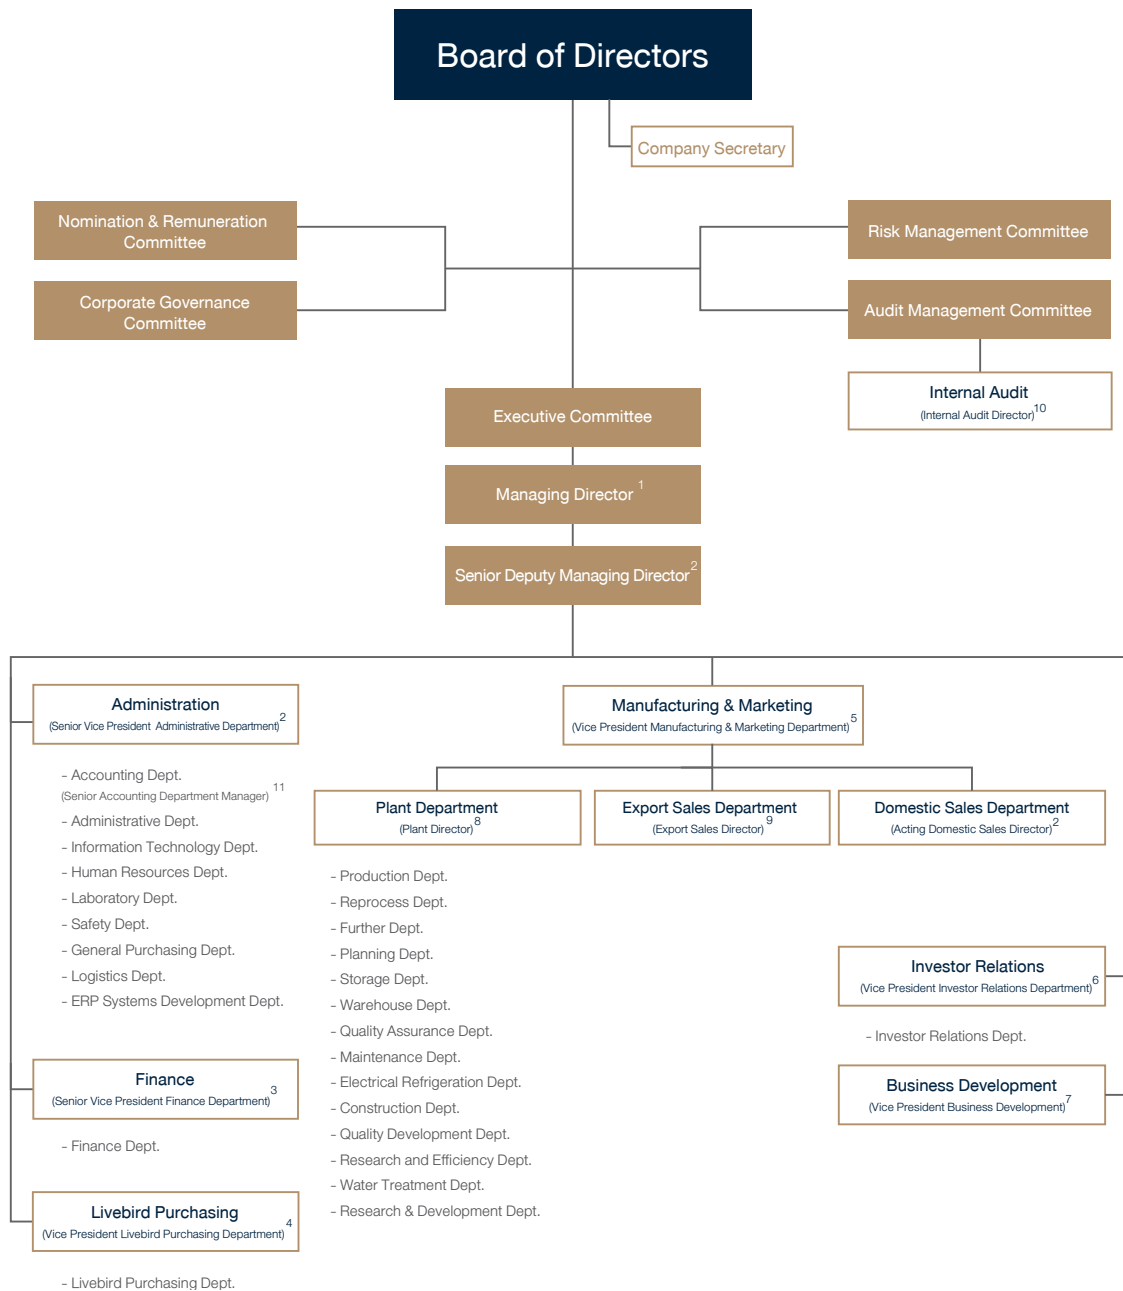 Board of Directors
Company Secretary
Nomination & Remuneration
Committee
Risk Management Committee
Corporate Governance
Committee
Audit Management Committee
Internal Audit
(Internal Audit Director)10
Executive Committee
Managing Director 1
Senior Deputy Managing Director2
Administration
(Senior Vice President Administrative Department)2
- Accounting Dept.
(Senior Accounting Department Manager) 11
- Administrative Dept.
- Information Technology Dept.
- Human Resources Dept.
- Laboratory Dept.
- Safety Dept.
- General Purchasing Dept.
- Logistics Dept.
- ERP Systems Development Dept.
Finance
(Senior Vice President Finance Department)3
- Finance Dept.
Livebird Purchasing
(Vice President Livebird Purchasing Department)4
- Livebird Purchasing Dept.
Manufacturing & Marketing
(Vice President Manufacturing & Marketing Department)5
Plant Department
(Plant Director)8
- Production Dept.
- Reprocess Dept.
- Further Dept.
- Planning Dept.
- Storage Dept.
- Warehouse Dept.
- Quality Assurance Dept.
- Maintenance Dept.
- Electrical Refrigeration Dept.
- Construction Dept.
- Quality Development Dept.
- Research and Efficiency Dept.
- Water Treatment Dept.
- Research & Development Dept.
Export Sales Department
(Export Sales Director)9
Domestic Sales Department
(Acting Domestic Sales Director)2
Investor Relations
(Vice President Investor Relations Department)6
- Investor Relations Dept.
Business Development
(Vice President Business Development)7